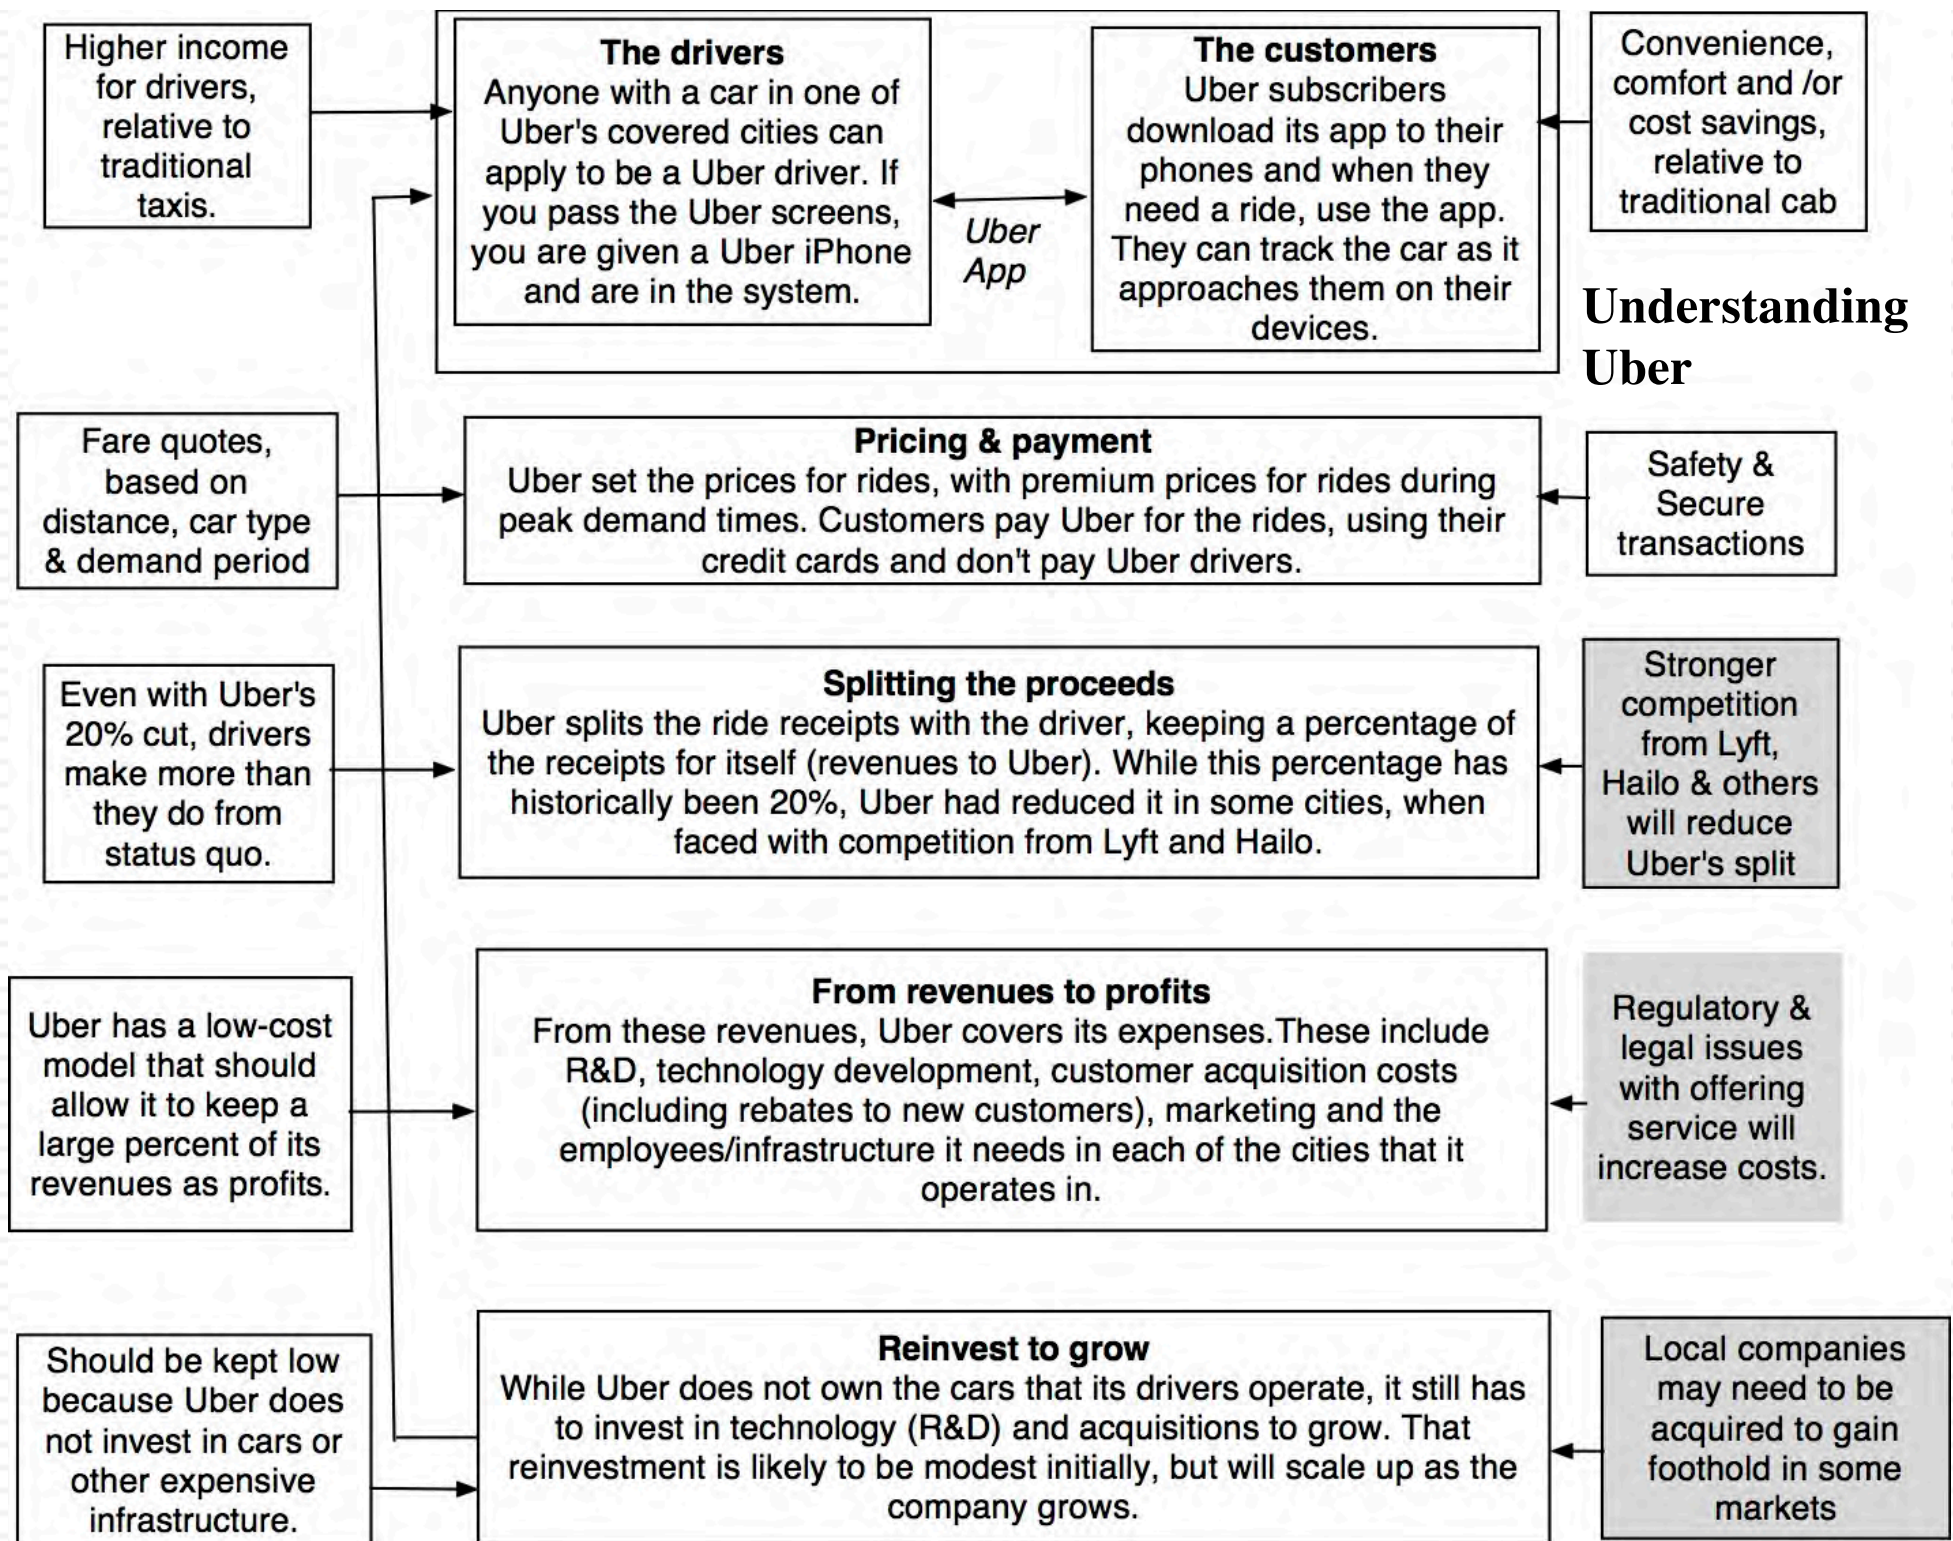 Higher income
for drivers,
relative to
traditional
taxis.
The drivers
Anyone with a car in one of
Uber's covered cities can
apply to be a Uber driver. If
you pass the Uber screens,
you are given a Uber iPhone
and are in the system.
Uber
App
The customers
Uber subscribers
download its app to their
phones and when they
need a ride, use the app.
They can track the car as it
approaches them on their
devices.
Convenience,
comfort and /or
cost savings,
relative to
traditional cab
Understanding
Uber
Fare quotes,
based on
distance, car type
& demand period
Pricing & payment
Uber set the prices for rides, with premium prices for rides during
peak demand times. Customers pay Uber for the rides, using their
credit cards and don't pay Uber drivers.
Safety &
Secure
transactions
Even with Uber's
20% cut, drivers
make more than
they do from
status quo.
Splitting the proceeds
Uber splits the ride receipts with the driver, keeping a percentage of
the receipts for itself (revenues to Uber). While this percentage has
historically been 20%, Uber had reduced it in some cities, when
faced with competition from Lyft and Hailo.
Stronger
competition
from Lyft,
Hailo & others
will reduce
Uber's split
Uber has a low-cost
model that should
allow it to keep a
large percent of its
revenues as profits.
From revenues to profits
From these revenues, Uber covers its expenses.These include
R&D, technology development, customer acquisition costs
(including rebates to new customers), marketing and the
employees/infrastructure it needs in each of the cities that it
operates in.
Regulatory &
legal issues
with offering
service will
increase costs.
Should be kept low
because Uber does
not invest in cars or
other expensive
infrastructure.
Reinvest to grow
While Uber does not own the cars that its drivers operate, it still has
to invest in technology (R&D) and acquisitions to grow. That
reinvestment is likely to be modest initially, but will scale up as the
company grows.
Local companies
may need to be
acquired to gain
foothold in some
markets